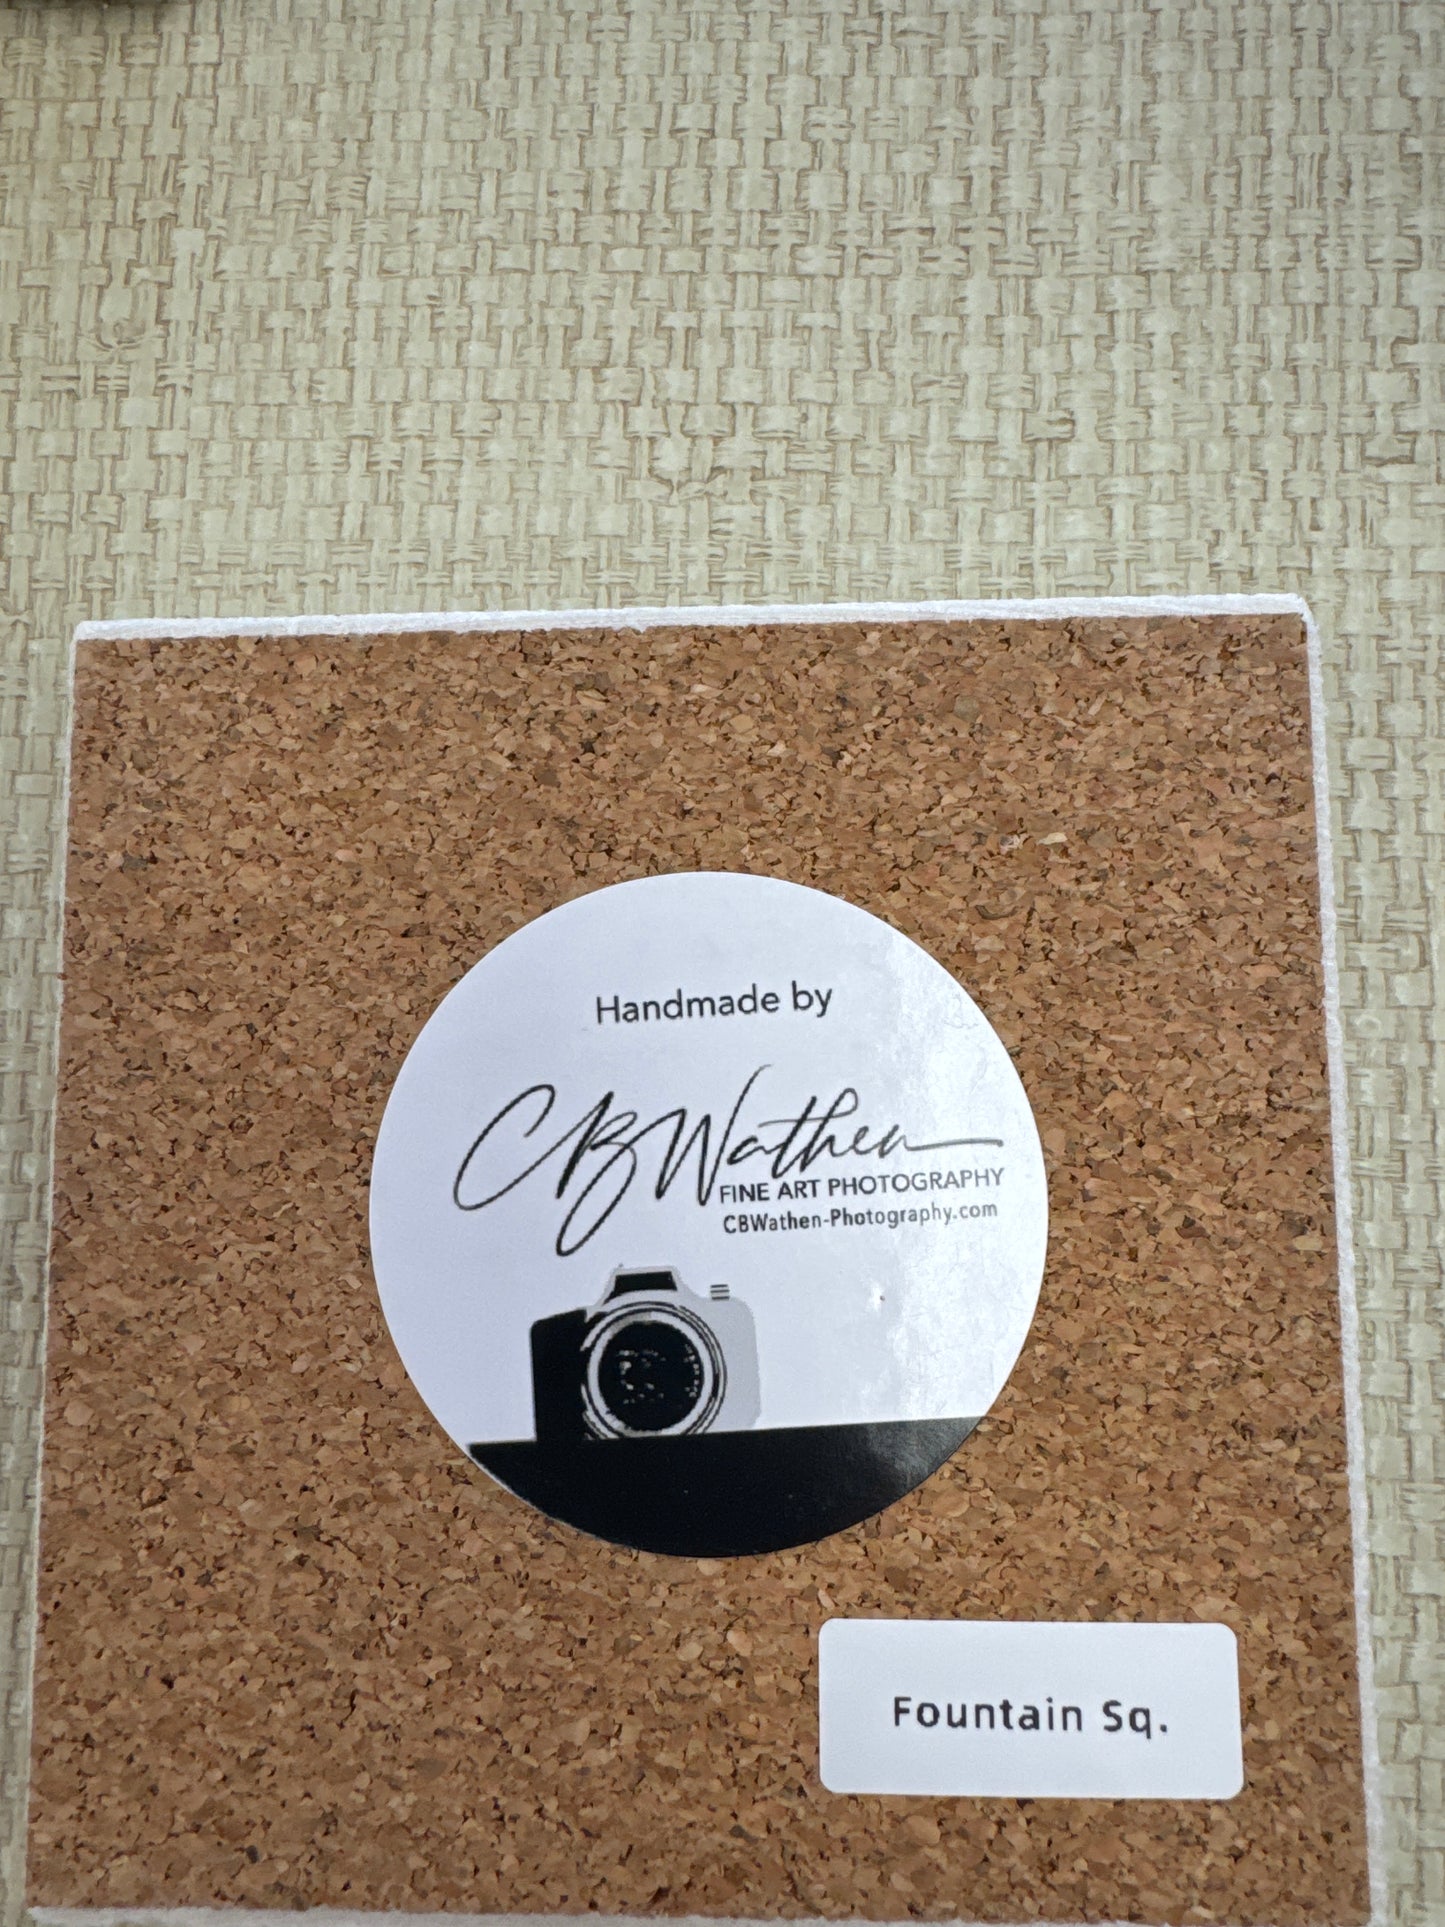 Handmade by
CBWathen
FINE ART PHOTOGRAPHY
CBWathen-Photography.com
Fountain Sq.